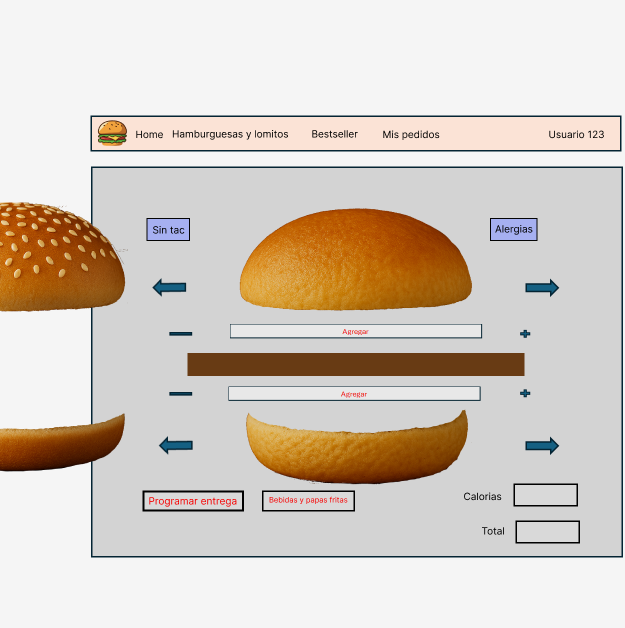 Home Hamburguesas y lomitos Bestseller Mis pedidos Usuario 123
Sin tac Alergias
Agregar
Agregar
Programar entrega Bebidas y papas fritas
Calorias
Total